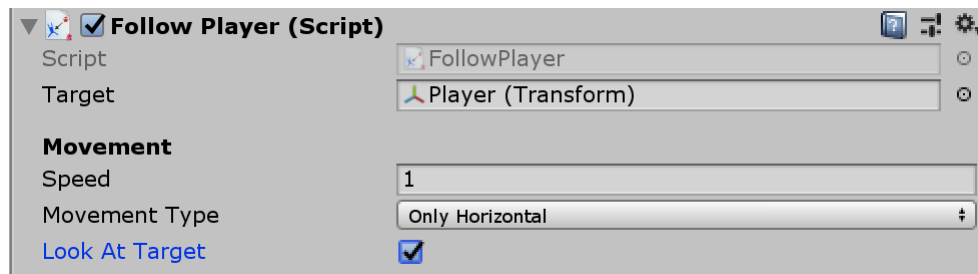 Follow Player (Script)
Script FollowPlayer
Target Player (Transform)
Movement
Speed 1
Movement Type Only Horizontal
Look At Target